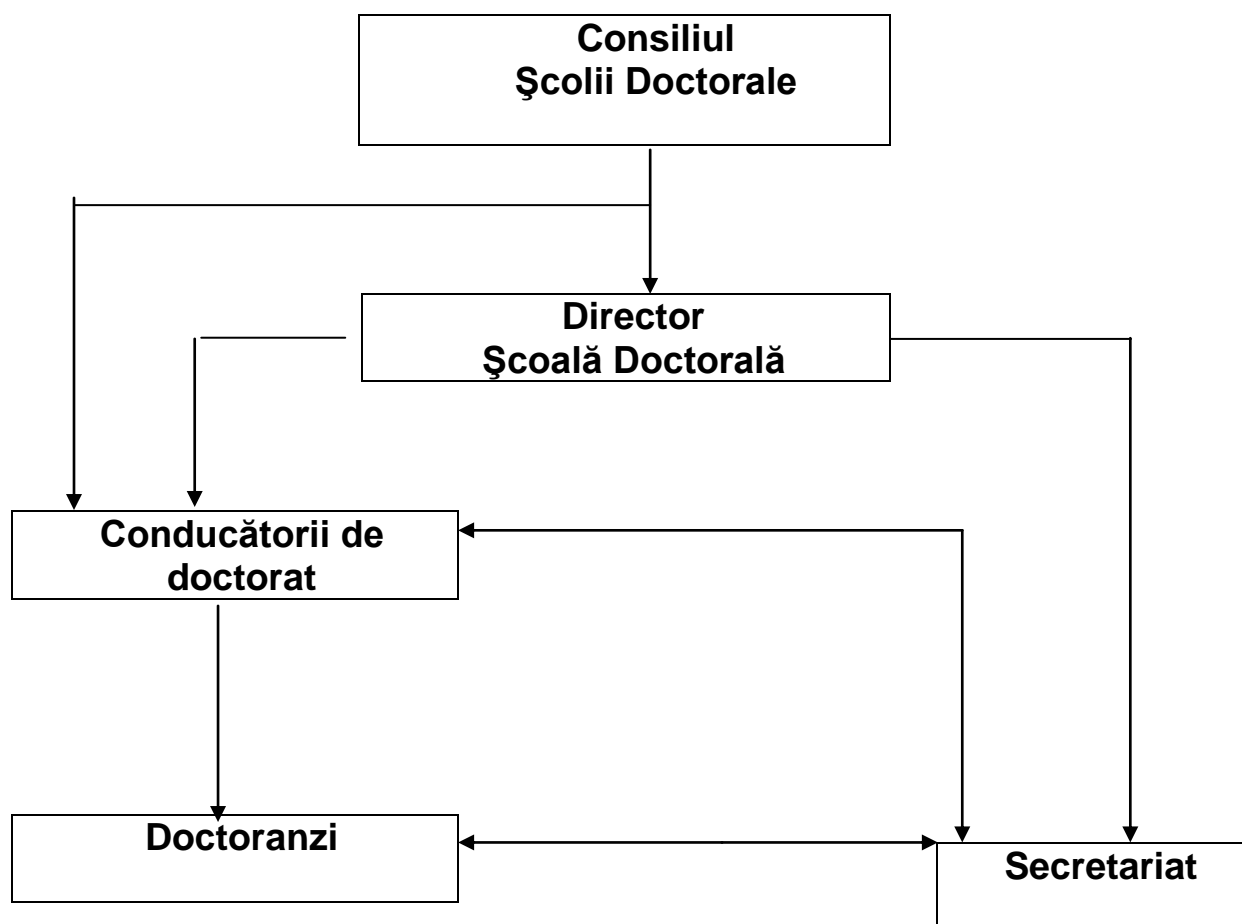 Consiliul
Şcolii Doctorale
Director
Şcoală Doctorală
Conducătorii de
doctorat
Doctoranzi
Secretariat